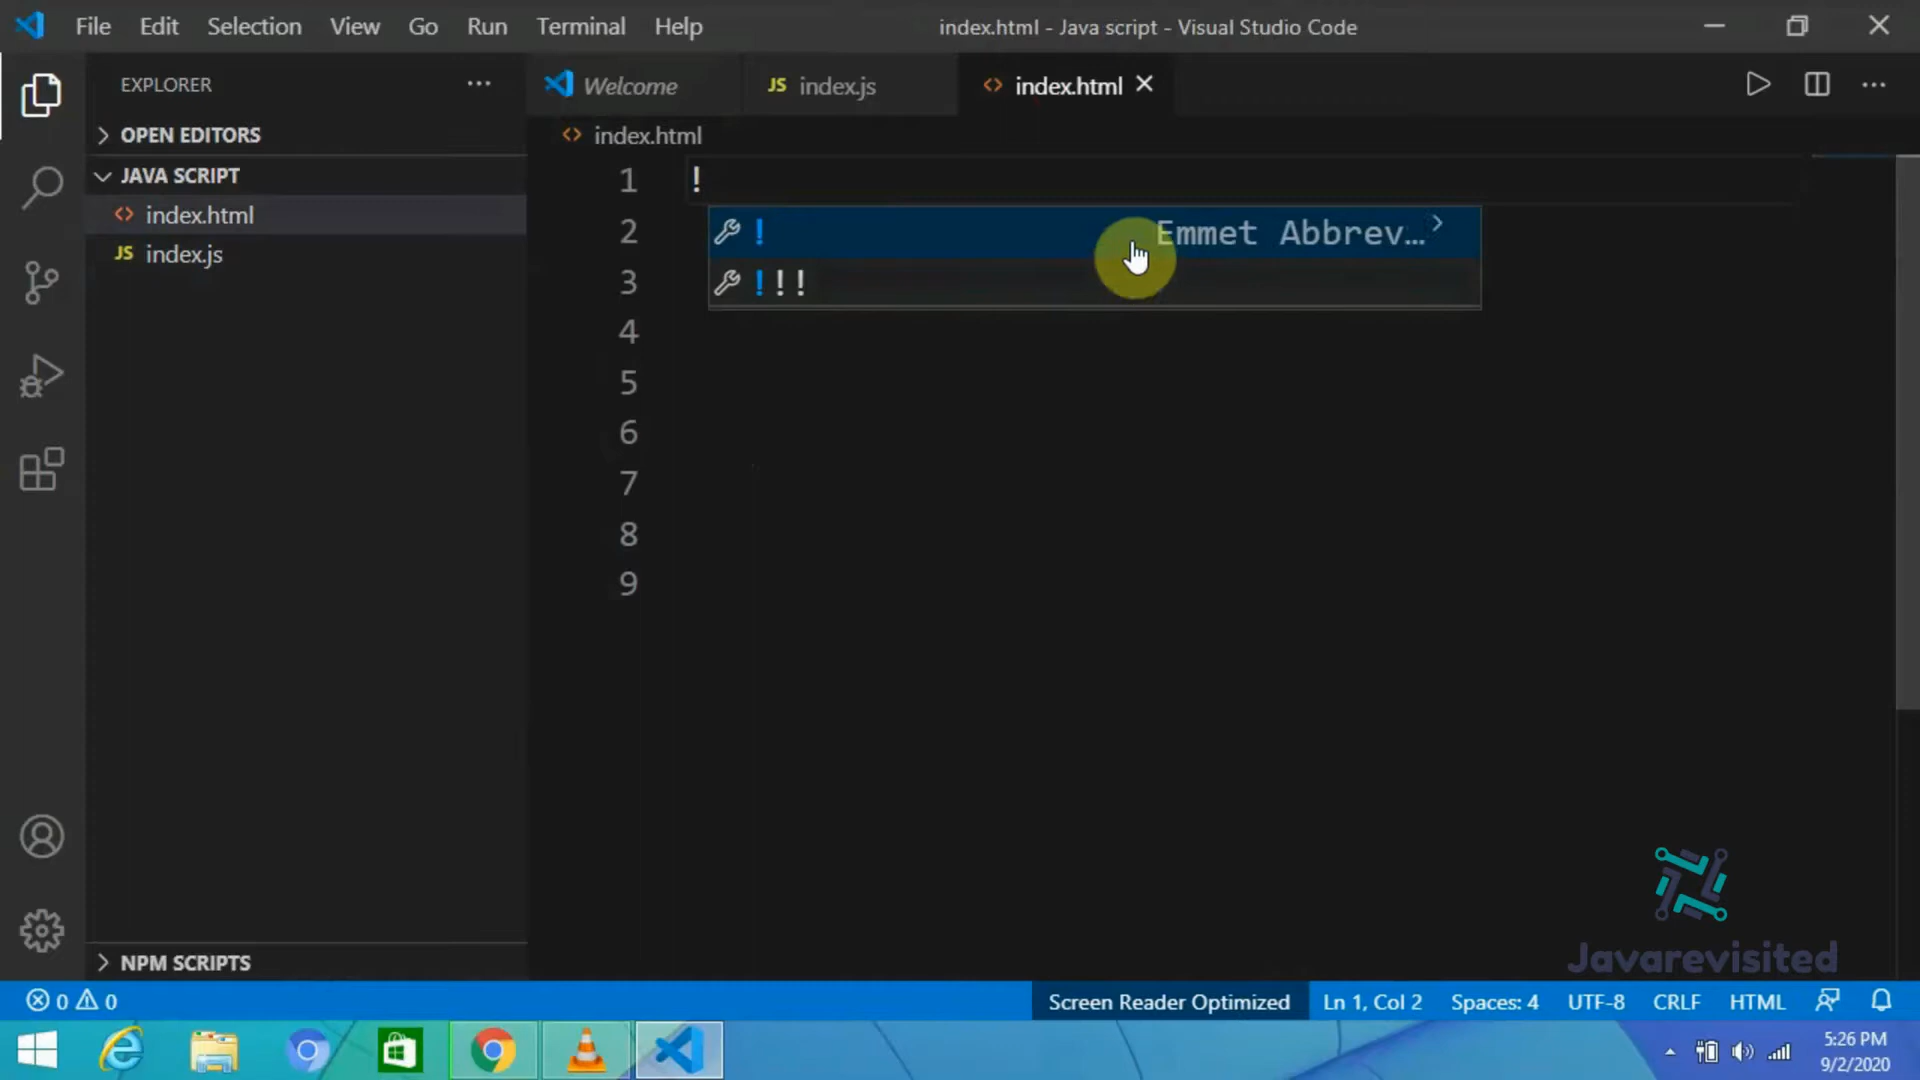 File Edit Selection View Go Run Terminal Help
index.html - Java script - Visual Studio Code
EXPLORER
Welcome
JS index.js
index.html
OPEN EDITORS
index.html
JAVA SCRIPT
index.html
JS index.js
1 !
2
3
4
5
6
7
8
9
! Emmet Abbrev...
!!!
NPM SCRIPTS
Javarevisited
0 0
Screen Reader Optimized Ln 1, Col 2 Spaces: 4 UTF-8 CRLF HTML
5:26 PM
9/2/2020